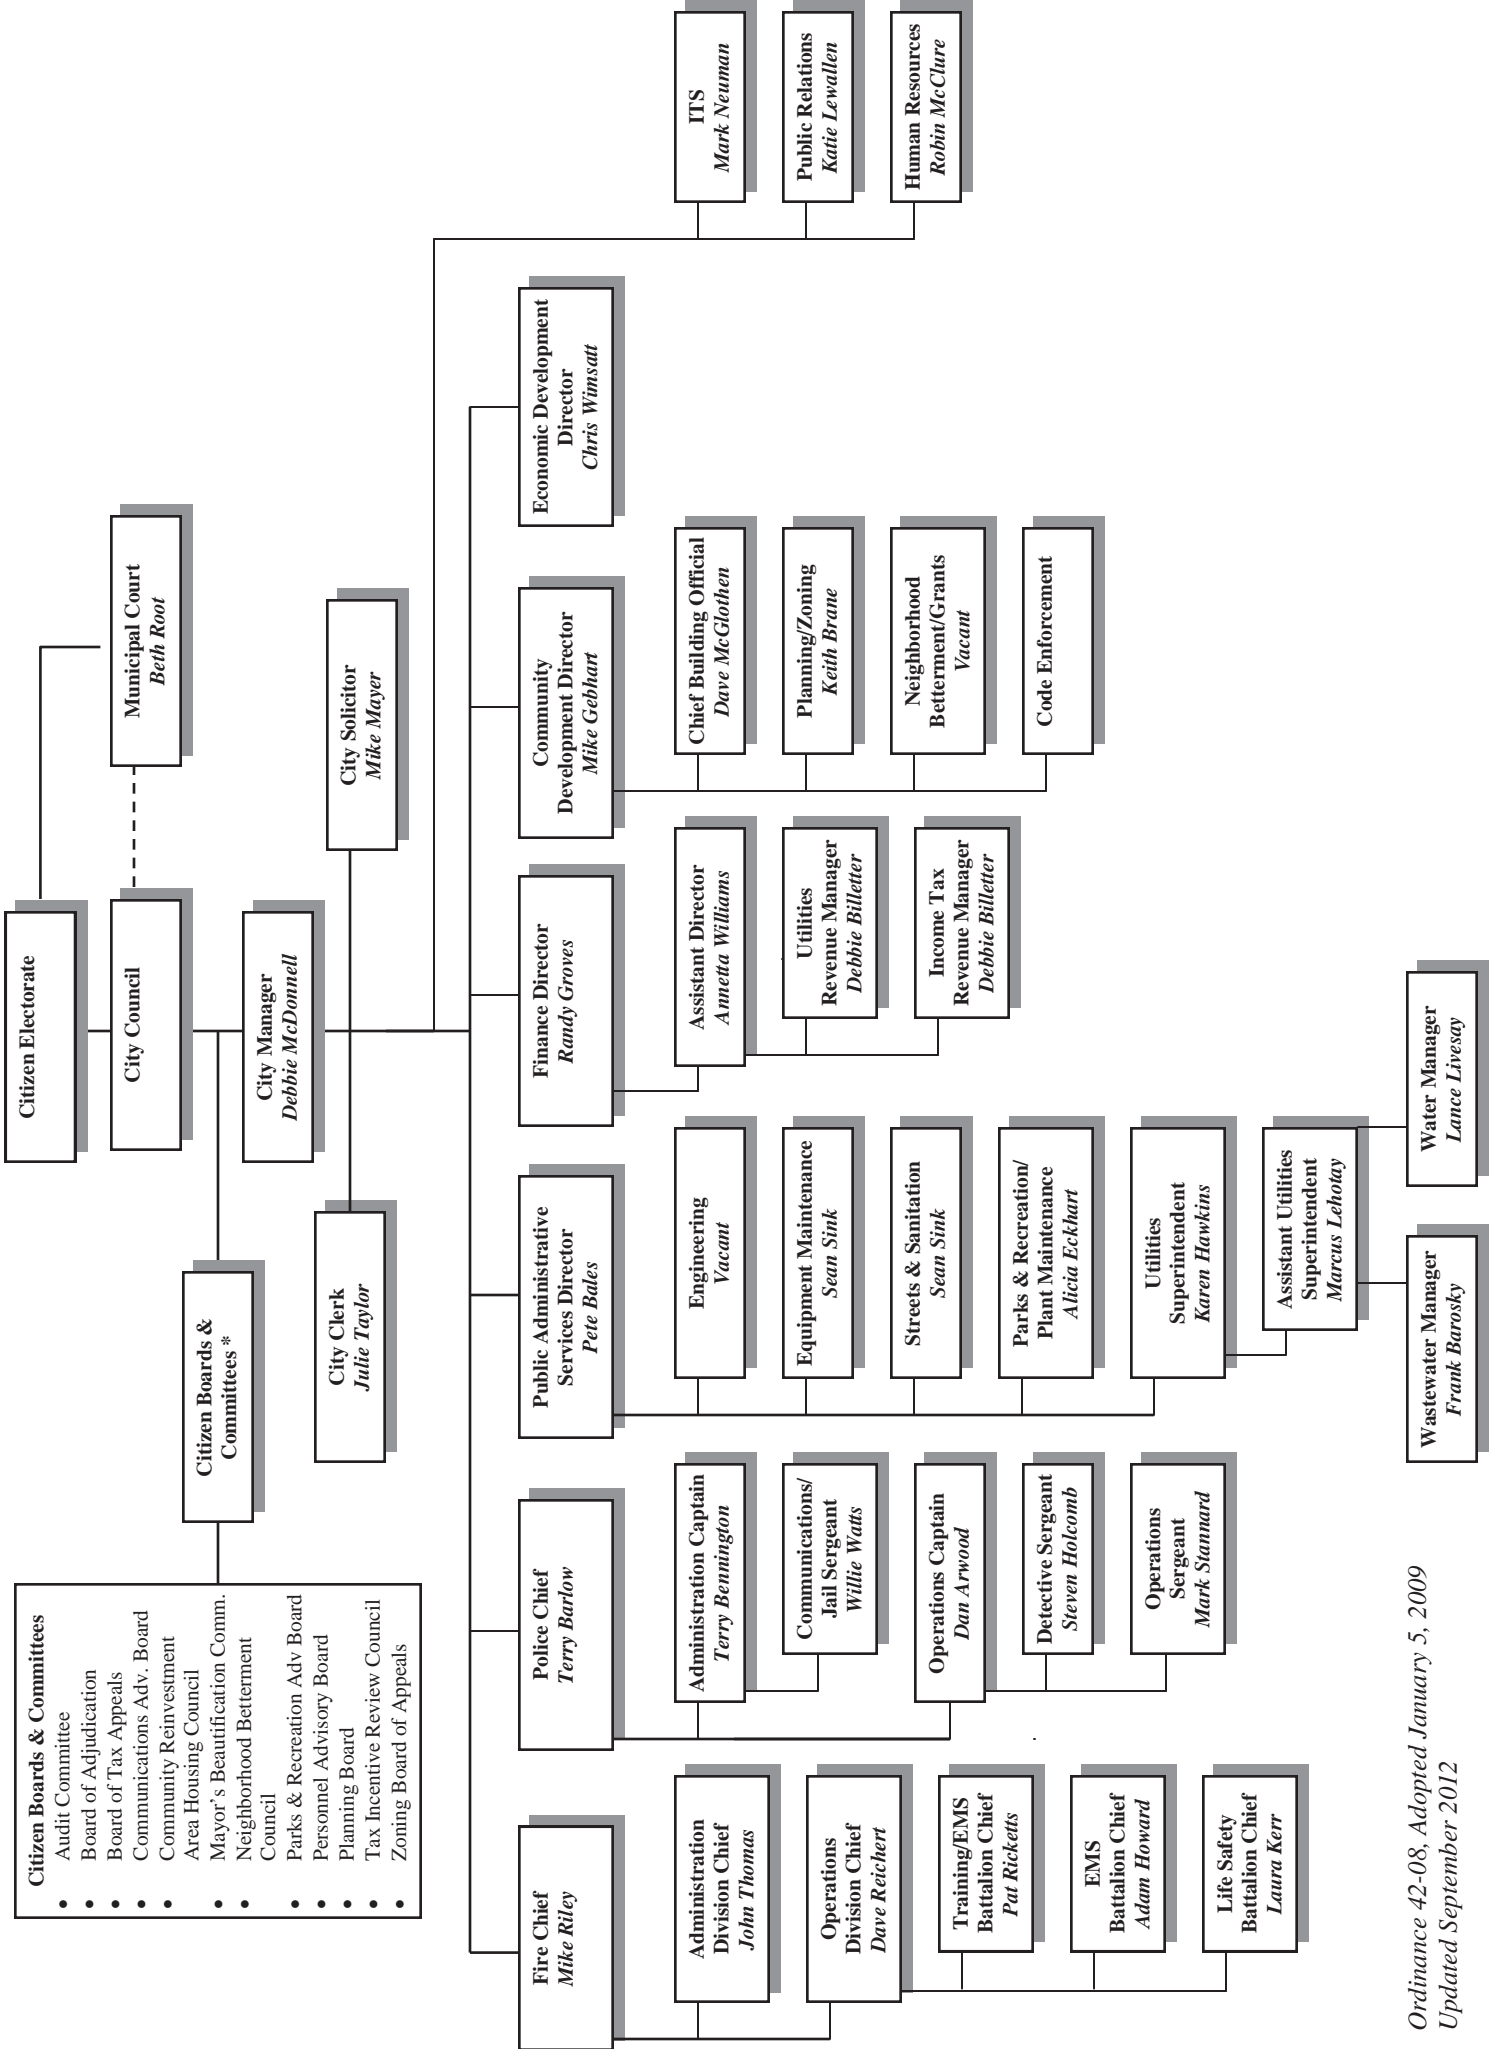 Citizen Electorate
City Council
Municipal Court
Beth Root
Citizen Boards & Committees
• Audit Committee
• Board of Adjudication
• Board of Tax Appeals
• Communications Adv. Board
• Community Reinvestment
Area Housing Council
• Mayor's Beautification Comm.
• Neighborhood Betterment
Council
• Parks & Recreation Adv Board
• Personnel Advisory Board
• Planning Board
• Tax Incentive Review Council
• Zoning Board of Appeals
Citizen Boards &
Committees *
City Manager
Debbie McDonnell
City Clerk
Julie Taylor
City Solicitor
Mike Mayer
Fire Chief
Mike Riley
Police Chief
Terry Barlow
Public Administrative
Services Director
Pete Bales
Finance Director
Randy Groves
Community
Development Director
Mike Gebhart
Economic Development
Director
Chris Wimsatt
ITS
Mark Neuman
Public Relations
Katie Lewallen
Human Resources
Robin McClure
Administration
Division Chief
John Thomas
Operations
Division Chief
Dave Reichert
Training/EMS
Battalion Chief
Pat Ricketts
EMS
Battalion Chief
Adam Howard
Life Safety
Battalion Chief
Laura Kerr
Administration Captain
Terry Bennington
Communications/
Jail Sergeant
Willie Watts
Operations Captain
Dan Arwood
Detective Sergeant
Steven Holcomb
Operations
Sergeant
Mark Stannard
Engineering
Vacant
Equipment Maintenance
Sean Sink
Streets & Sanitation
Sean Sink
Parks & Recreation/
Plant Maintenance
Alicia Eckhart
Utilities
Superintendent
Karen Hawkins
Assistant Utilities
Superintendent
Marcus Lehotay
Wastewater Manager
Frank Barosky
Water Manager
Lance Livesay
Assistant Director
Annetta Williams
Utilities
Revenue Manager
Debbie Billetter
Income Tax
Revenue Manager
Debbie Billetter
Chief Building Official
Dave McGlothen
Planning/Zoning
Keith Brane
Neighborhood
Betterment/Grants
Vacant
Code Enforcement
Ordinance 42-08, Adopted January 5, 2009
Updated September 2012